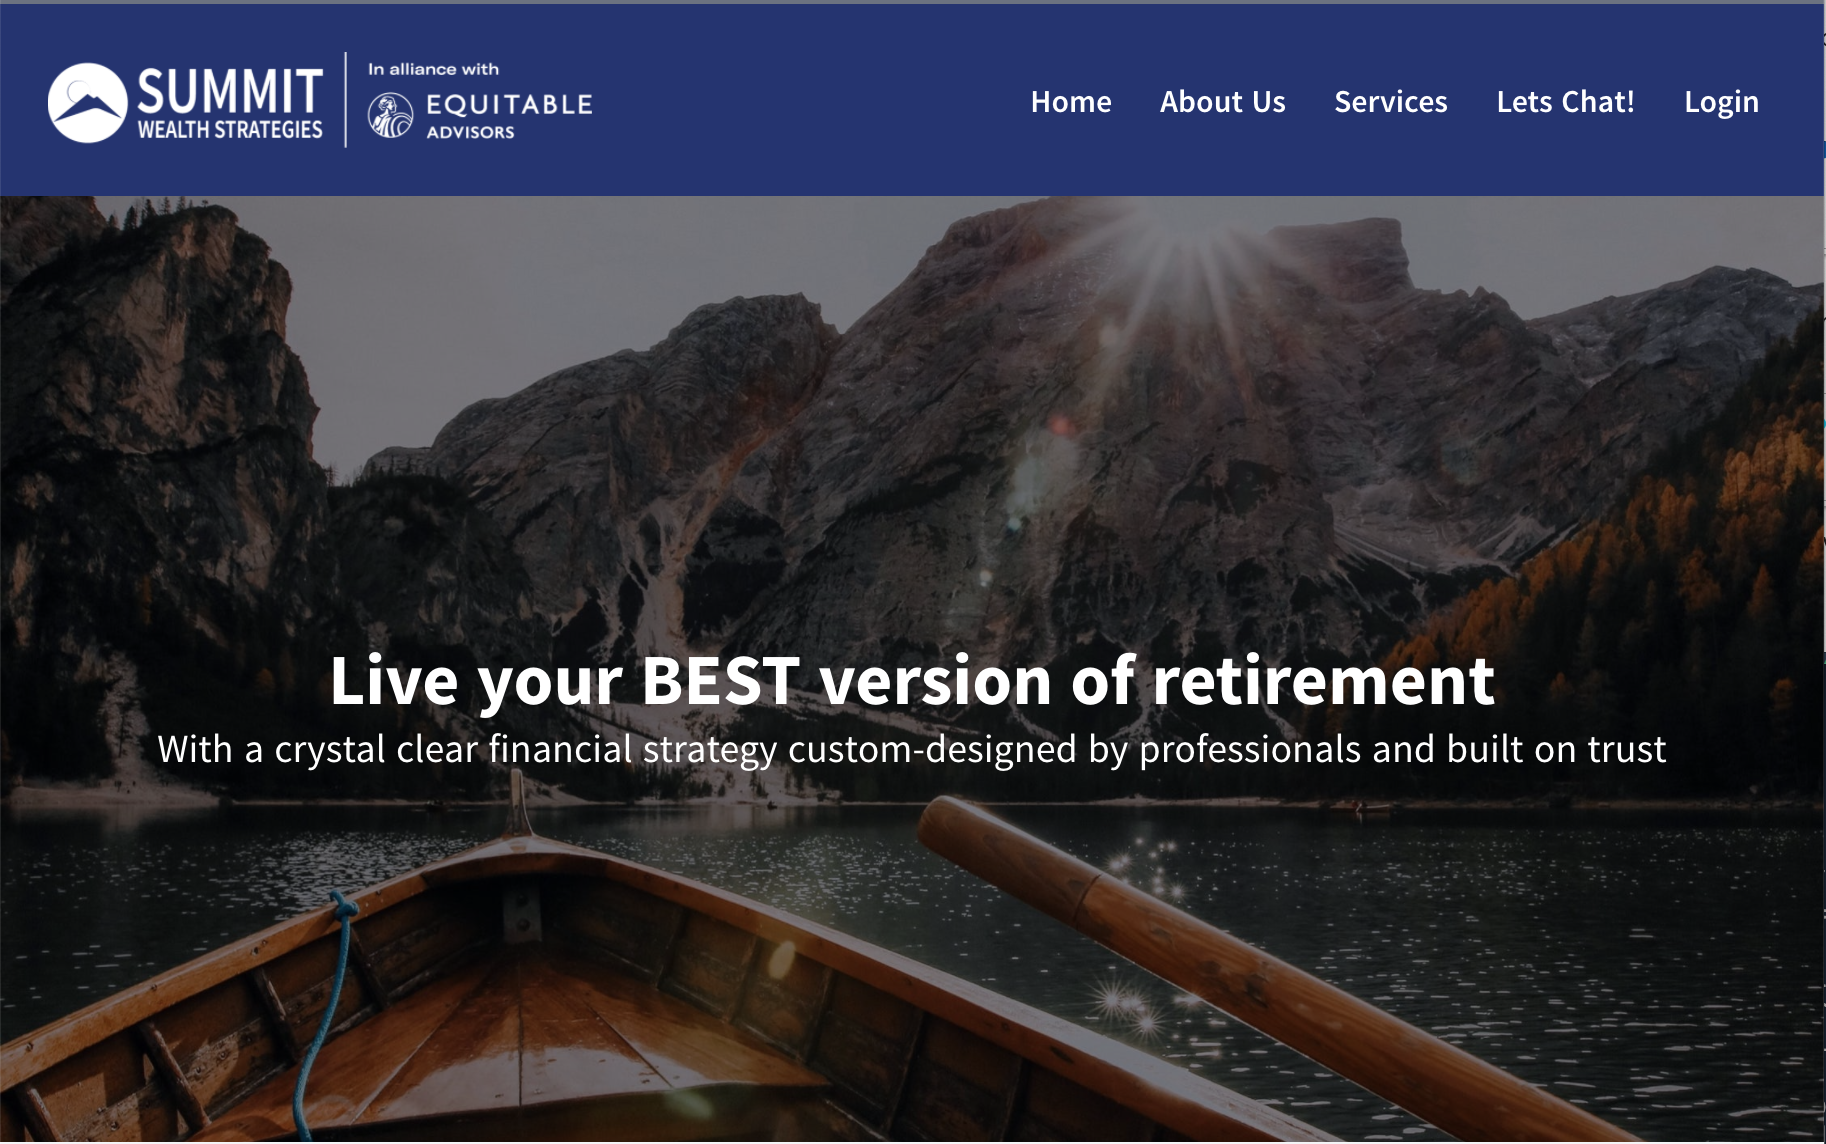 SUMMIT
WEALTH STRATEGIES
In alliance with
EQUITABLE
ADVISORS
Home About Us Services Lets Chat! Login
Live your BEST version of retirement
With a crystal clear financial strategy custom-designed by professionals and built on trust